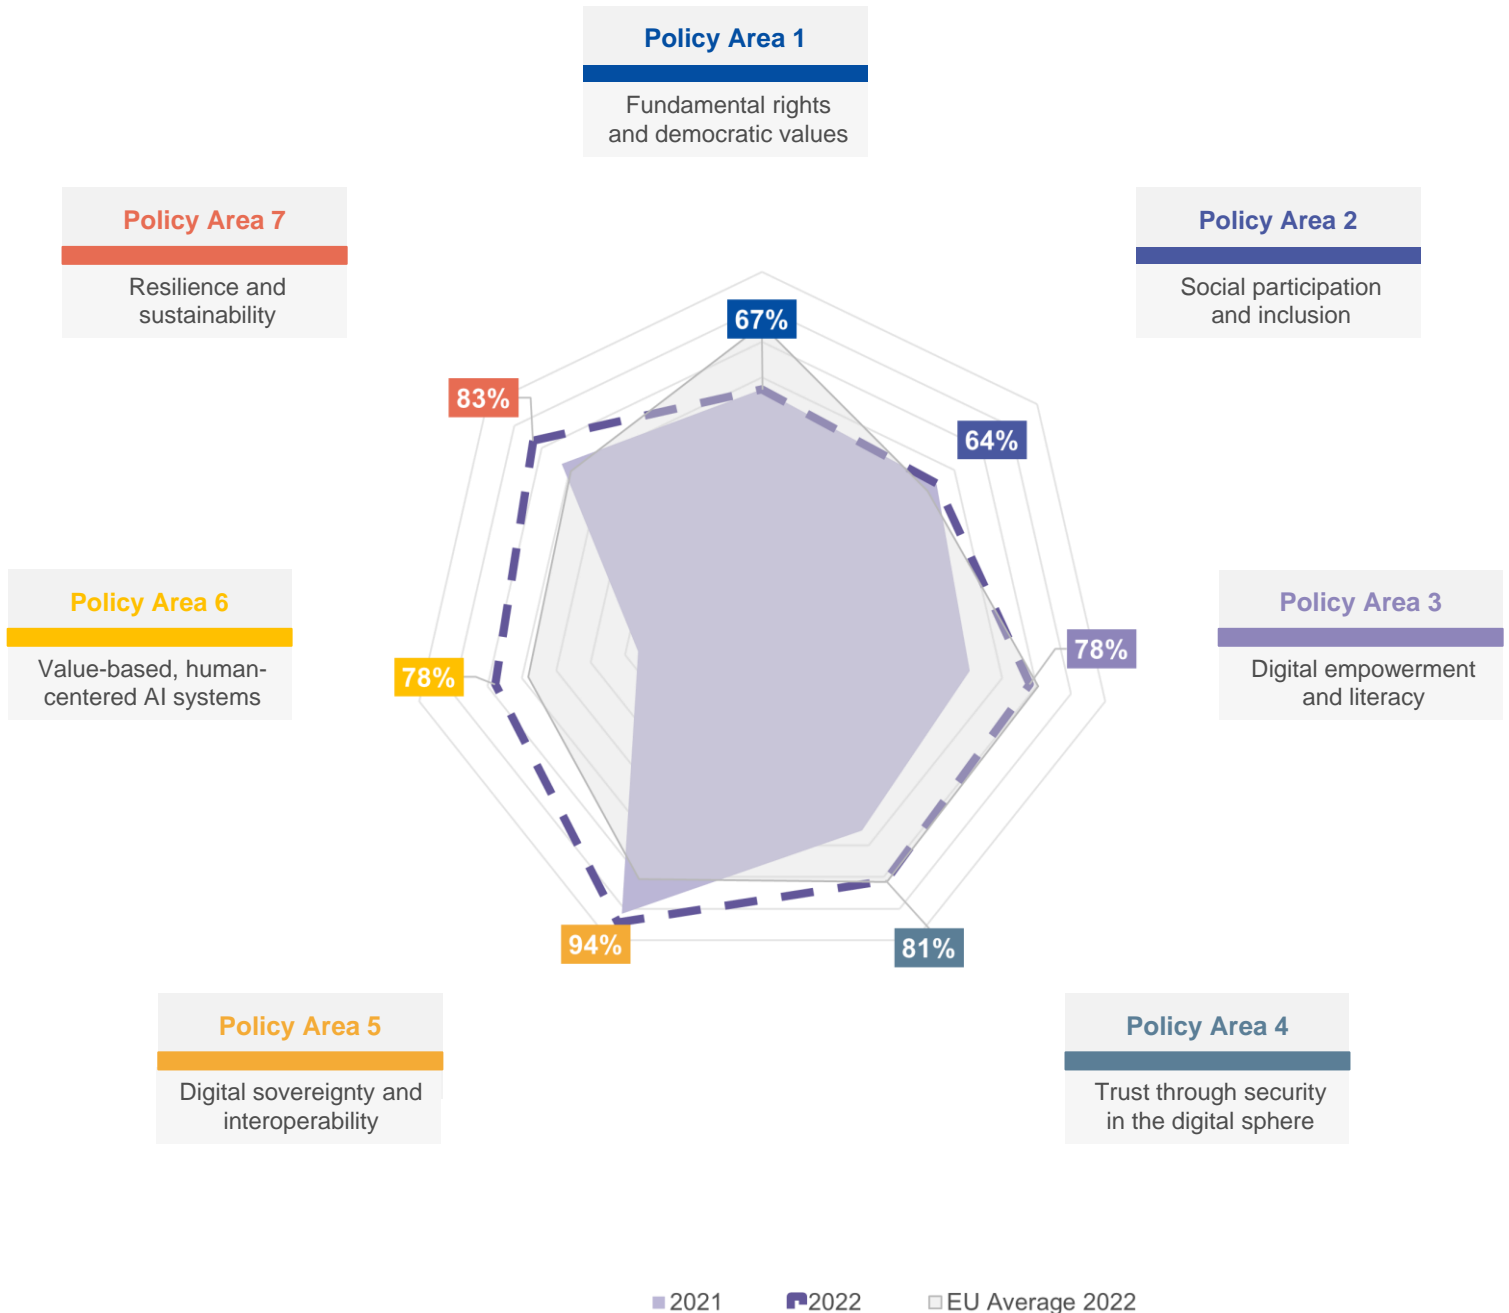 Policy Area 1
Fundamental rights
and democratic values
Policy Area 7
Resilience and
sustainability
Policy Area 2
Social participation
and inclusion
67%
83%
64%
Policy Area 6
Value-based, human-
centered AI systems
78%
78%
Policy Area 3
Digital empowerment
and literacy
94%
81%
Policy Area 5
Digital sovereignty and
interoperability
Policy Area 4
Trust through security
in the digital sphere
2021
2022
EU Average 2022